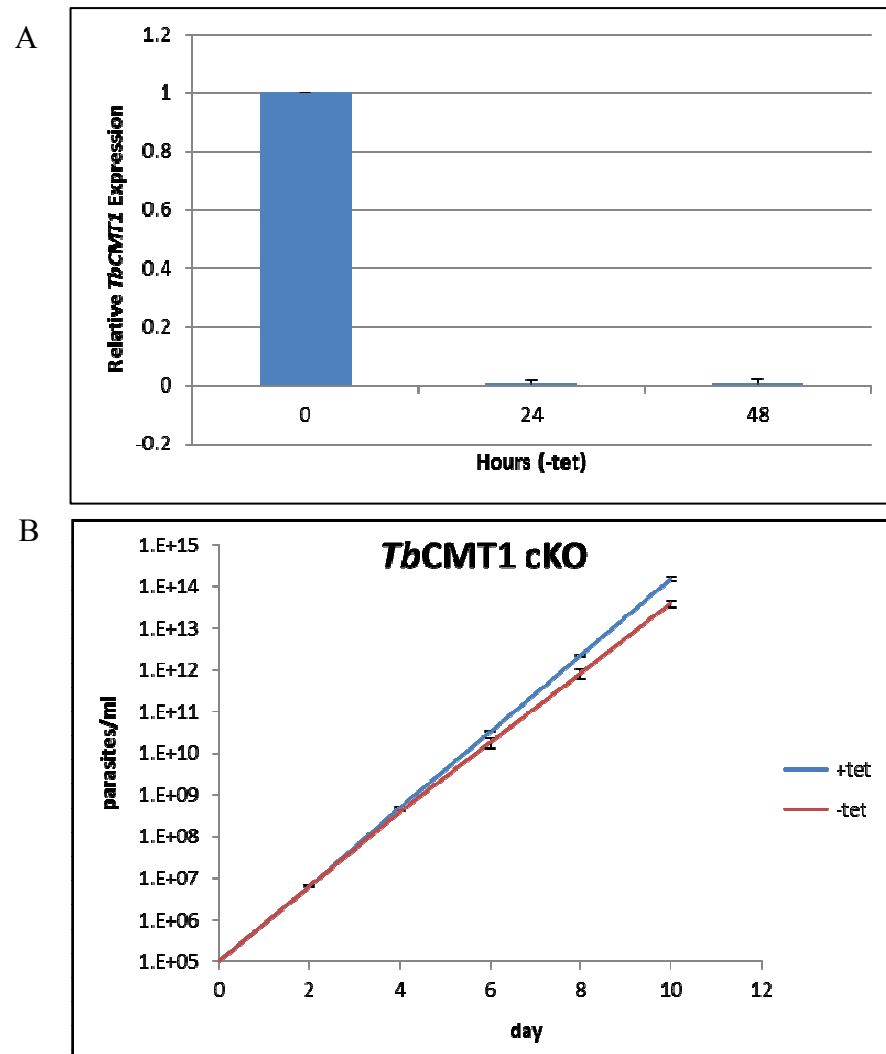 A
1.2
1
0.8
0.6
0.4
0.2
0
-0.2
Relative TbCMT1 Expression
0 24 48
Hours (-tet)
B
TbCMT1 cKO
1.E+15
1.E+14
1.E+13
1.E+12
1.E+11
1.E+10
1.E+09
1.E+08
1.E+07
1.E+06
1.E+05
parasites/ml
0 2 4 6 8 10 12
day
+tet
-tet